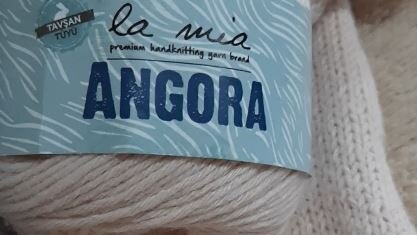 TAVŞAN
TÜYÜ
la mia
premium handknitting yarn brand
ANGORA